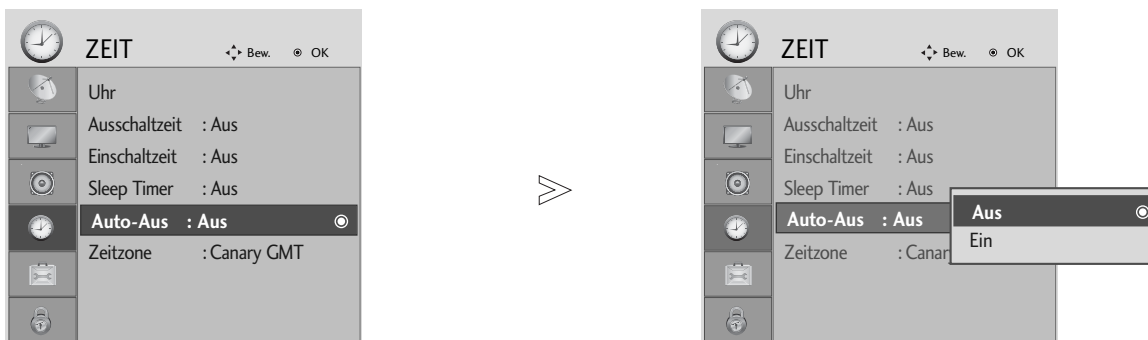 ZEIT Bew. OK
Uhr
Ausschaltzeit : Aus
Einschaltzeit : Aus
Sleep Timer : Aus
Auto-Aus : Aus
Zeitzone : Canary GMT
ZEIT Bew. OK
Uhr
Ausschaltzeit : Aus
Einschaltzeit : Aus
Sleep Timer : Aus
Auto-Aus : Aus
Zeitzone : Canar
Aus
Ein